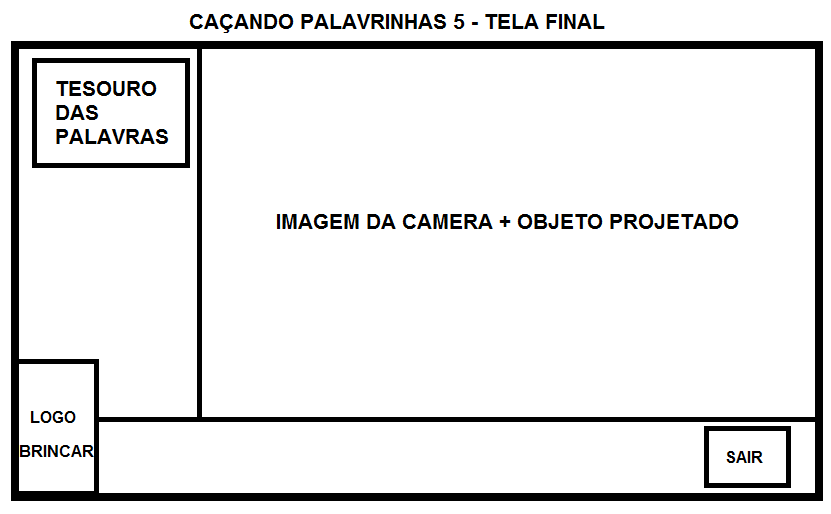 CAÇANDO PALAVRINHAS 5 - TELA FINAL
TESOURO
DAS
PALAVRAS
IMAGEM DA CAMERA + OBJETO PROJETADO
LOGO
BRINCAR
SAIR